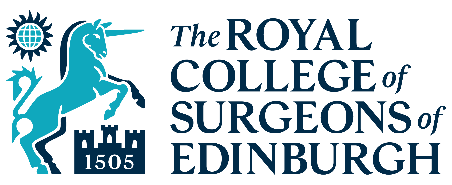 The ROYAL
COLLEGE of
SURGEONS of
EDINBURGH
1505